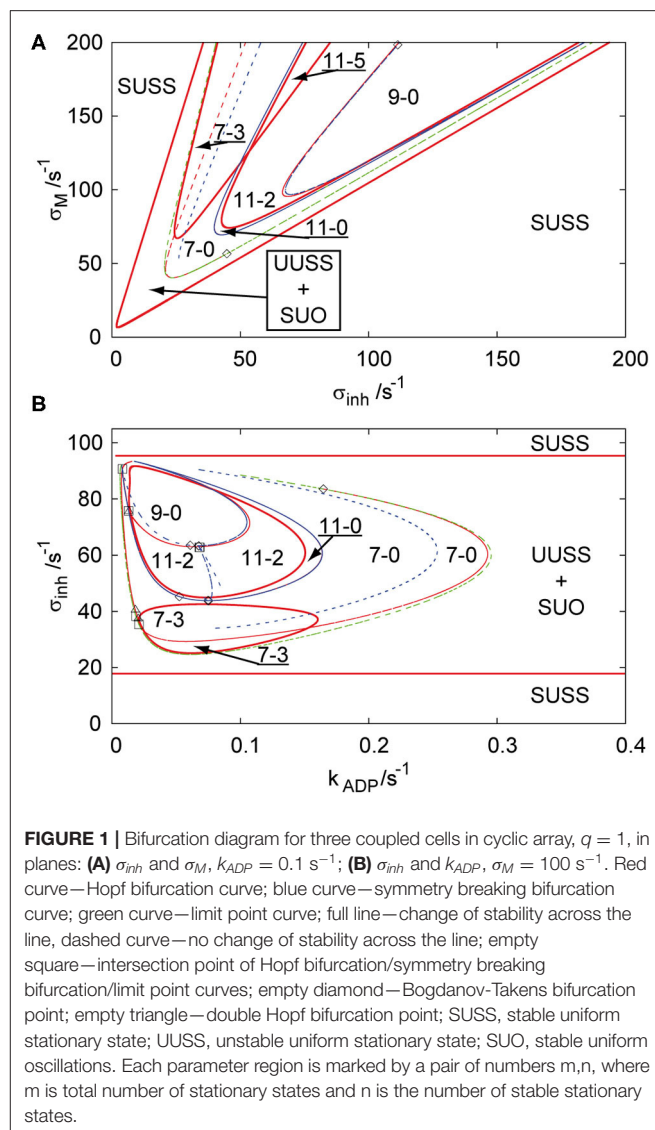 A
200
150
100
50
0
σM /s-1
SUSS
11-5
7-3
9-0
11-2
11-0
7-0
SUSS
UUSS
+
SUO
0
50
100
150
200
σinh /s-1
B
100
80
60
40
20
0
σinh /s-1
SUSS
9-0
11-0
11-2
11-2
7-0
7-0
UUSS
+
SUO
7-3
7-3
SUSS
0
0.1
0.2
0.3
0.4
kADP/s-1
FIGURE 1 | Bifurcation diagram for three coupled cells in cyclic array, q = 1, in
planes: (A) σinh and σM, kADP = 0.1 s−1; (B) σinh and kADP, σM = 100 s−1. Red
curve—Hopf bifurcation curve; blue curve—symmetry breaking bifurcation
curve; green curve—limit point curve; full line—change of stability across the
line, dashed curve—no change of stability across the line; empty
square—intersection point of Hopf bifurcation/symmetry breaking
bifurcation/limit point curves; empty diamond—Bogdanov-Takens bifurcation
point; empty triangle—double Hopf bifurcation point; SUSS, stable uniform
stationary state; UUSS, unstable uniform stationary state; SUO, stable uniform
oscillations. Each parameter region is marked by a pair of numbers m,n, where
m is total number of stationary states and n is the number of stable stationary
states.